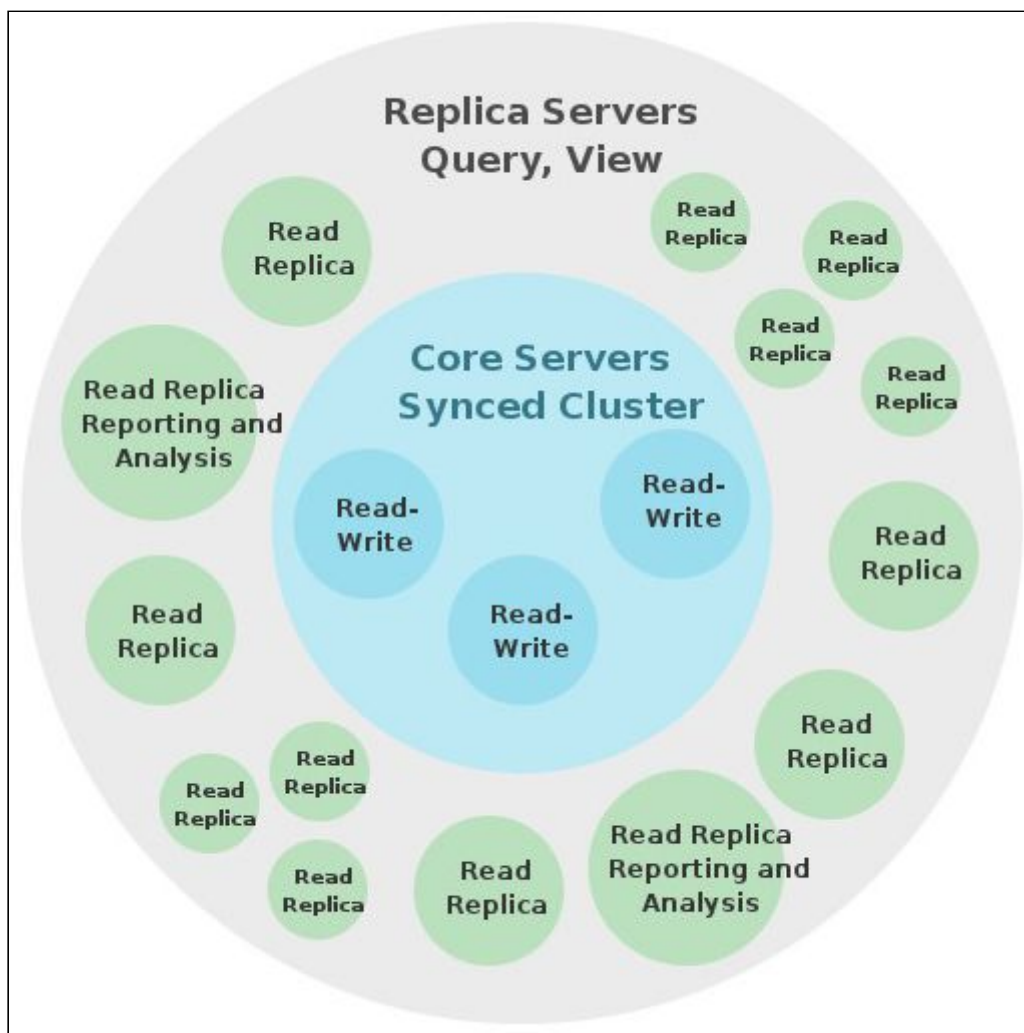 Replica Servers
Query, View
Read
Replica
Read
Replica
Read
Replica
Read
Replica
Read
Replica
Core Servers
Synced Cluster
Read Replica
Reporting and
Analysis
Read-
Write
Read-
Write
Read-
Write
Read
Replica
Read
Replica
Read
Replica
Read
Replica
Read
Replica
Read
Replica
Read
Replica
Read Replica
Reporting and
Analysis
Read
Replica